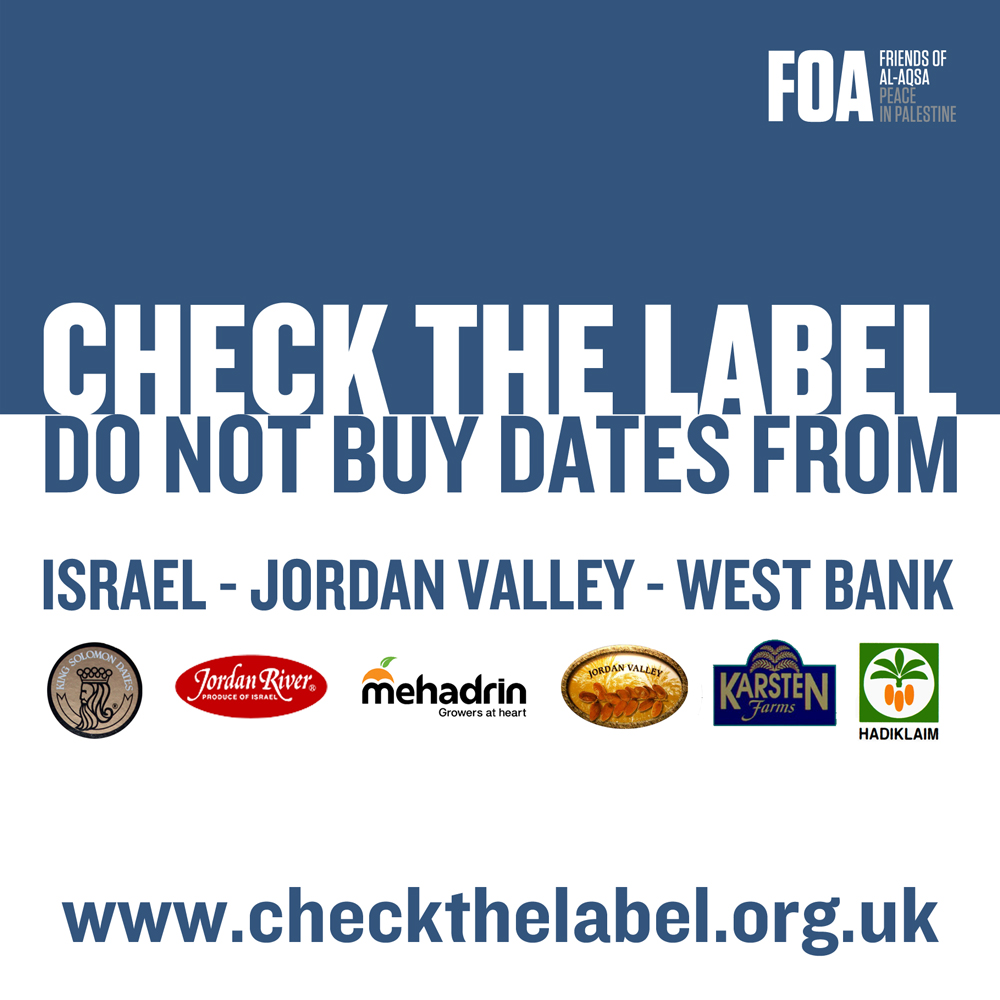 FOA
FRIENDS OF
AL-AQSA
PEACE
IN PALESTINE
CHECK THE LABEL
DO NOT BUY DATES FROM
ISRAEL - JORDAN VALLEY - WEST BANK
KING SOLOMON DATES ®
Jordan River®
PRODUCE OF ISRAEL
mehadrin
Growers at heart
JORDAN VALLEY
KARSTEN
Farms
HADIKLAIM
www.checkthelabel.org.uk